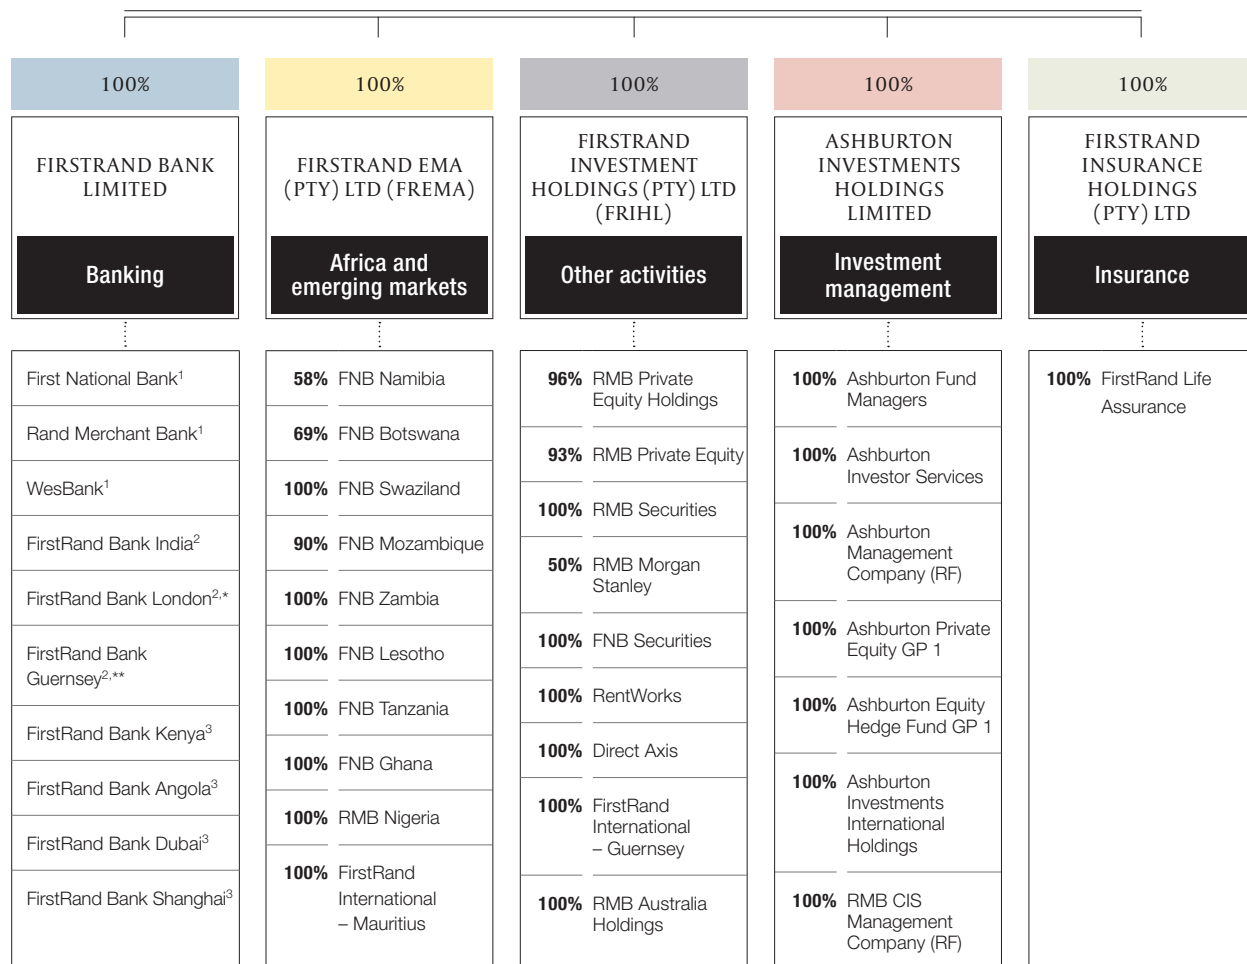 100%
FIRSTRAND BANK
LIMITED
Banking
First National Bank¹
Rand Merchant Bank¹
WesBank¹
FirstRand Bank India²
FirstRand Bank London²,*
FirstRand Bank
Guernsey²,**
FirstRand Bank Kenya³
FirstRand Bank Angola³
FirstRand Bank Dubai³
FirstRand Bank Shanghai³
100%
FIRSTRAND EMA
(PTY) LTD (FREMA)
Africa and
emerging markets
58% FNB Namibia
69% FNB Botswana
100% FNB Swaziland
90% FNB Mozambique
100% FNB Zambia
100% FNB Lesotho
100% FNB Tanzania
100% FNB Ghana
100% RMB Nigeria
100% FirstRand
International
– Mauritius
100%
FIRSTRAND
INVESTMENT
HOLDINGS (PTY) LTD
(FRIHL)
Other activities
96% RMB Private
Equity Holdings
93% RMB Private Equity
100% RMB Securities
50% RMB Morgan
Stanley
100% FNB Securities
100% RentWorks
100% Direct Axis
100% FirstRand
International
– Guernsey
100% RMB Australia
Holdings
100%
ASHBURTON
INVESTMENTS
HOLDINGS
LIMITED
Investment
management
100% Ashburton Fund
Managers
100% Ashburton
Investor Services
100% Ashburton
Management
Company (RF)
100% Ashburton Private
Equity GP 1
100% Ashburton Equity
Hedge Fund GP 1
100% Ashburton
Investments
International
Holdings
100% RMB CIS
Management
Company (RF)
100%
FIRSTRAND
INSURANCE
HOLDINGS
(PTY) LTD
Insurance
100% FirstRand Life
Assurance